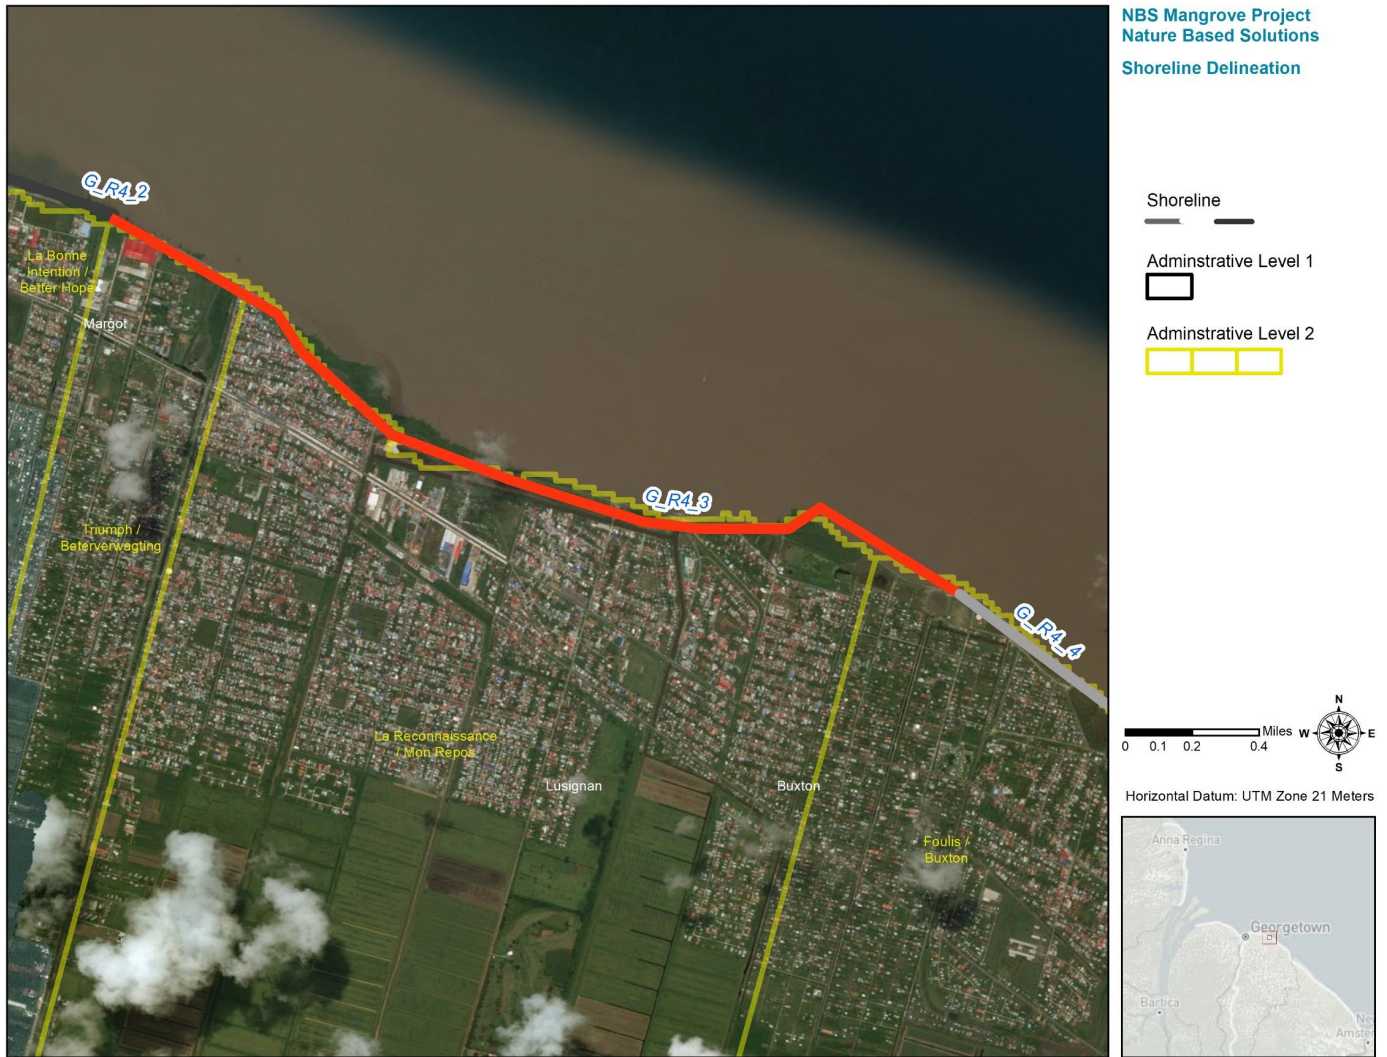 NBS Mangrove Project
Nature Based Solutions
Shoreline Delineation
Shoreline
Adminstrative Level 1
Adminstrative Level 2
G_R4_2
La Bonne
Intention /
Better Hope
Margot
Triumph /
Beterverwagting
G_R4_3
G_R4_4
La Reconnaissance
/ Mon Repos
Lusignan
Buxton
Foulis /
Buxton
N
W
E
S
Miles
0 0.1 0.2 0.4
Horizontal Datum: UTM Zone 21 Meters
Anna Regina
Georgetown
Bartica
Ne
Amster